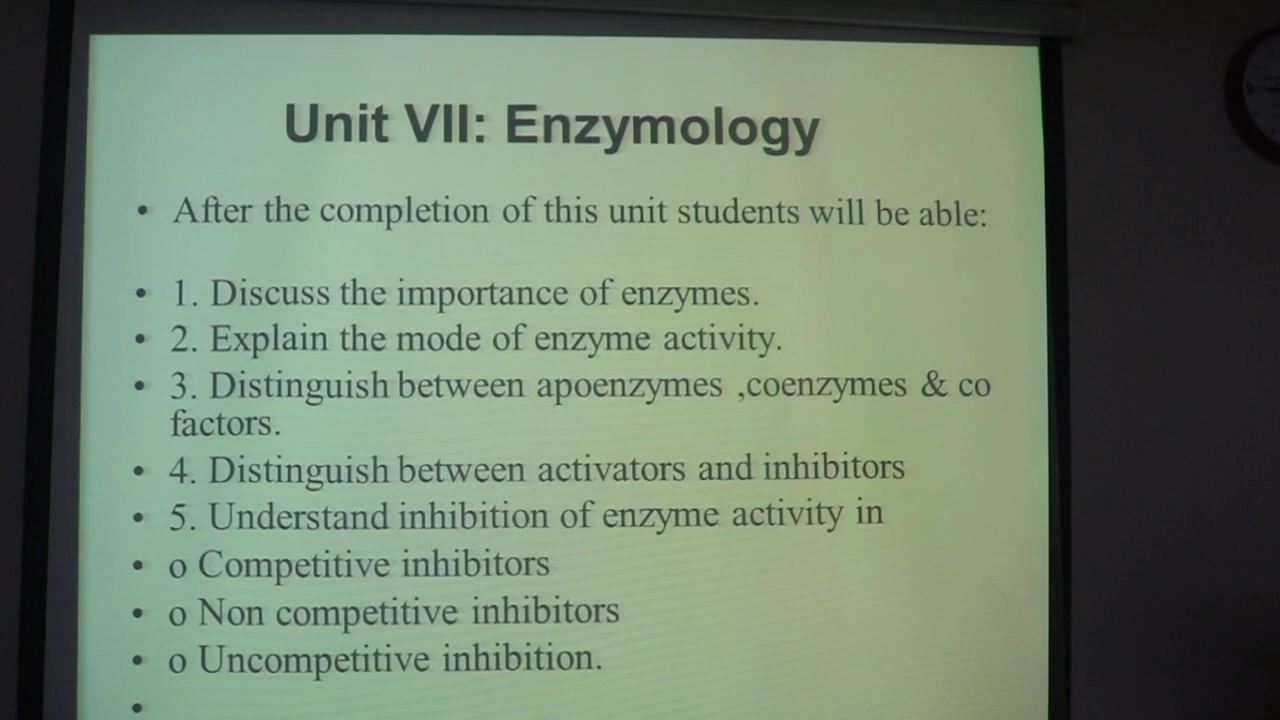 Unit VII: Enzymology
• After the completion of this unit students will be able:
• 1. Discuss the importance of enzymes.
• 2. Explain the mode of enzyme activity.
• 3. Distinguish between apoenzymes ,coenzymes & co
factors.
• 4. Distinguish between activators and inhibitors
• 5. Understand inhibition of enzyme activity in
• o Competitive inhibitors
• o Non competitive inhibitors
• o Uncompetitive inhibition.
•